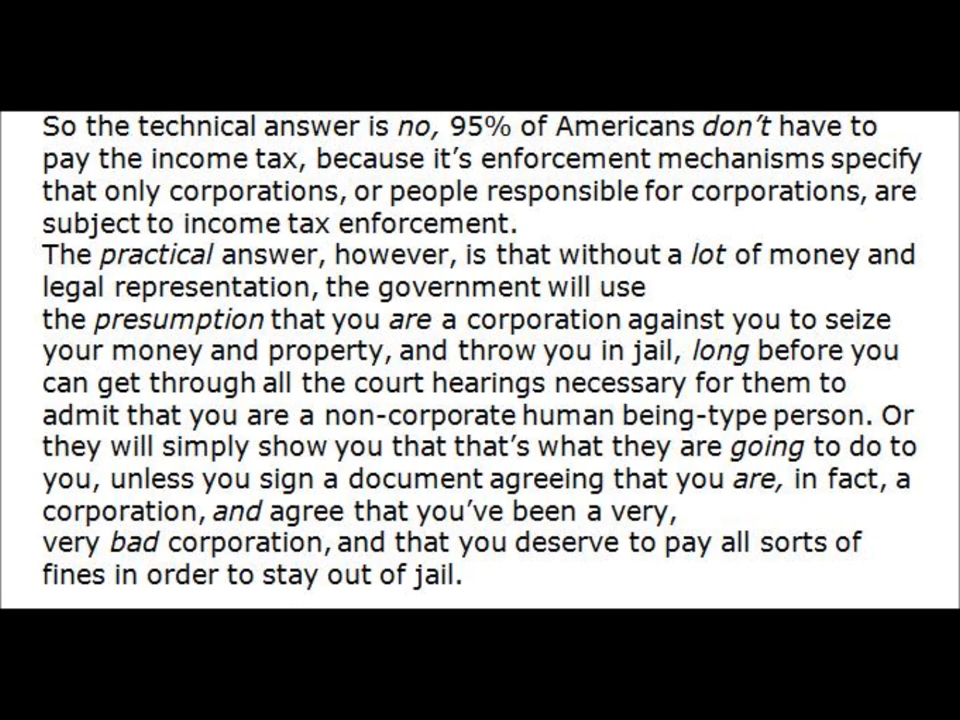 So the technical answer is no, 95% of Americans don’t have to
pay the income tax, because it’s enforcement mechanisms specify
that only corporations, or people responsible for corporations, are
subject to income tax enforcement.
The practical answer, however, is that without a lot of money and
legal representation, the government will use
the presumption that you are a corporation against you to seize
your money and property, and throw you in jail, long before you
can get through all the court hearings necessary for them to
admit that you are a non-corporate human being-type person. Or
they will simply show you that that’s what they are going to do to
you, unless you sign a document agreeing that you are, in fact, a
corporation, and agree that you’ve been a very,
very bad corporation, and that you deserve to pay all sorts of
fines in order to stay out of jail.